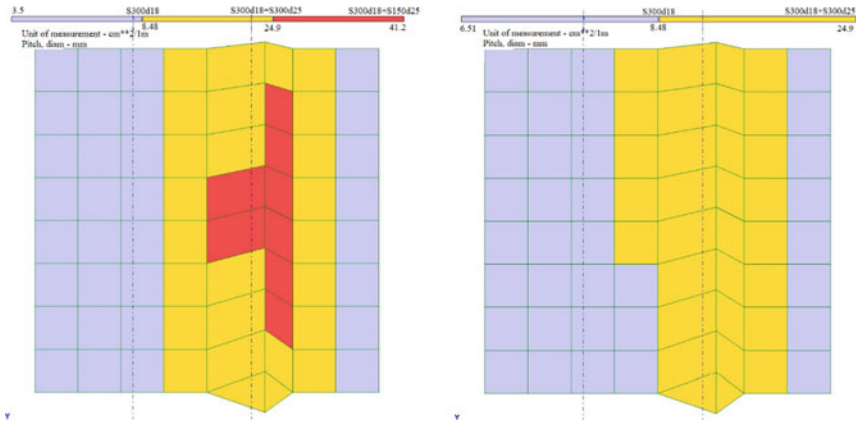 3.5 S300d18 S300d18+S300d25 S300d18+S150d25
8.48 24.9 41.2
Unit of measurement - cm**2/1m
Pitch, diam - mm
Y
S300d18 S300d18+S300d25
6.51 8.48 24.9
Unit of measurement - cm**2/1m
Pitch, diam - mm
Y